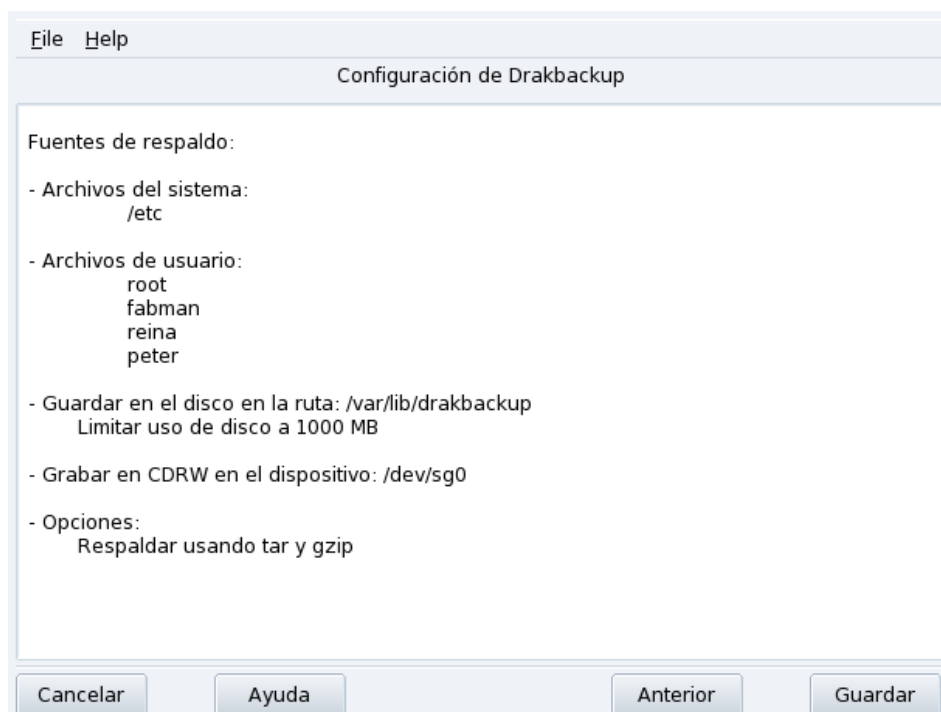 File Help
Configuración de Drakbackup
Fuentes de respaldo:
- Archivos del sistema:
/etc
- Archivos de usuario:
root
fabman
reina
peter
- Guardar en el disco en la ruta: /var/lib/drakbackup
Limitar uso de disco a 1000 MB
- Grabar en CDRW en el dispositivo: /dev/sg0
- Opciones:
Respaldar usando tar y gzip
Cancelar Ayuda Anterior Guardar